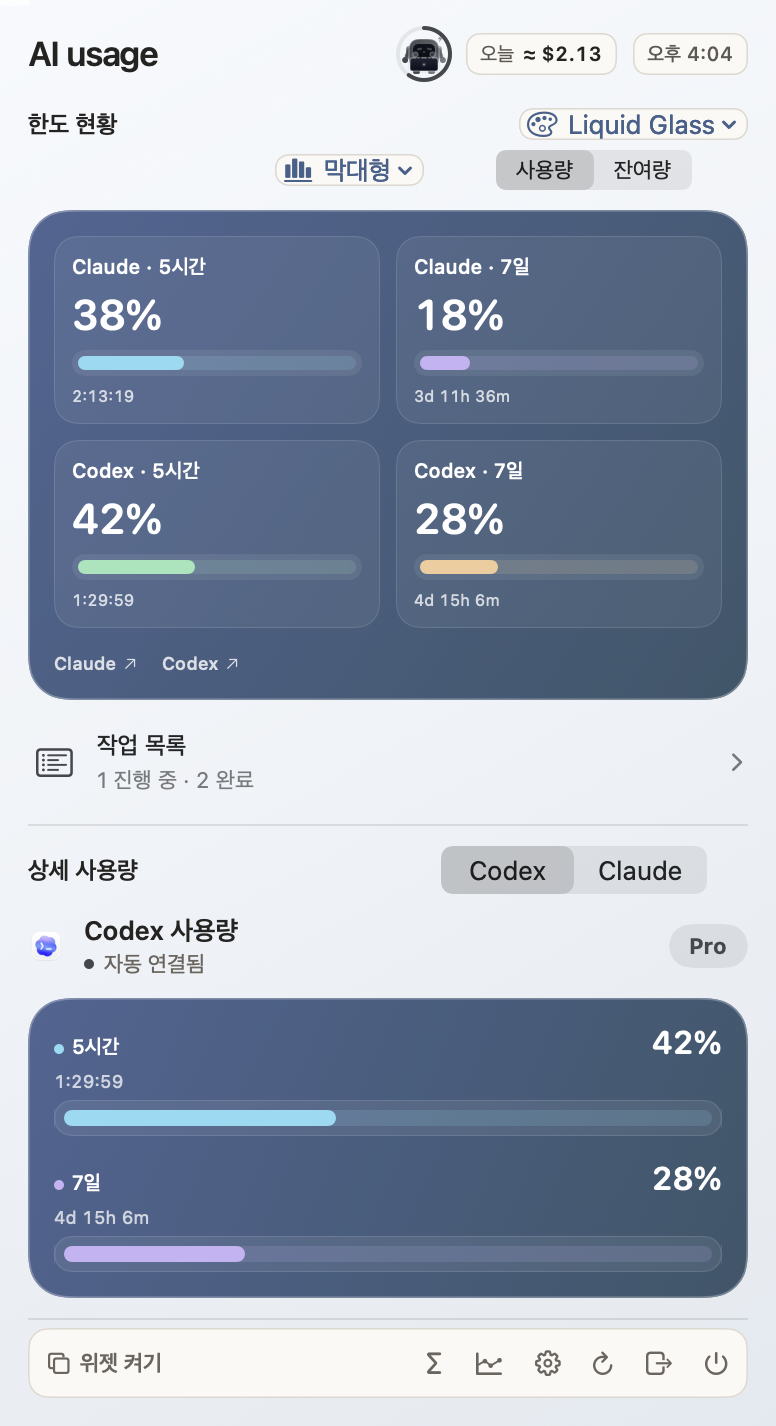 AI usage
오늘 ≈ $2.13
오후 4:04
한도 현황
Liquid Glass
막대형
사용량
잔여량
Claude · 5시간
38%
2:13:19
Claude · 7일
18%
3d 11h 36m
Codex · 5시간
42%
1:29:59
Codex · 7일
28%
4d 15h 6m
Claude ↗
Codex ↗
작업 목록
1 진행 중 · 2 완료
상세 사용량
Codex
Claude
Codex 사용량
자동 연결됨
Pro
5시간
42%
1:29:59
7일
28%
4d 15h 6m
위젯 켜기